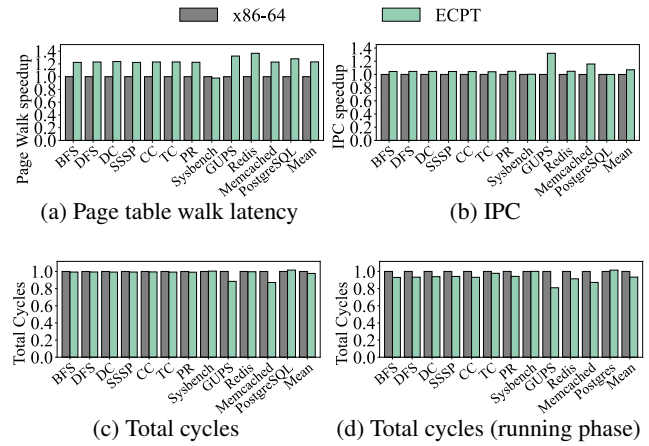 x86-64 ECPT
Page Walk speedup
1.4
1.2
1.0
0.8
0.6
0.4
0.2
0.0
BFS DFS DC SSSP CC TC PR Sysbench GUPS Redis Memcached PostgreSQL Mean
(a) Page table walk latency
IPC speedup
1.4
1.2
1.0
0.8
0.6
0.4
0.2
0.0
BFS DFS DC SSSP CC TC PR Sysbench GUPS Redis Memcached PostgreSQL Mean
(b) IPC
Total Cycles
1.0
0.8
0.6
0.4
0.2
0.0
BFS DFS DC SSSP CC TC PR Sysbench GUPS Redis Memcached PostgreSQL Mean
(c) Total cycles
Total Cycles
1.0
0.8
0.6
0.4
0.2
0.0
BFS DFS DC SSSP CC TC PR Sysbench GUPS Redis Memcached Postgres Mean
(d) Total cycles (running phase)